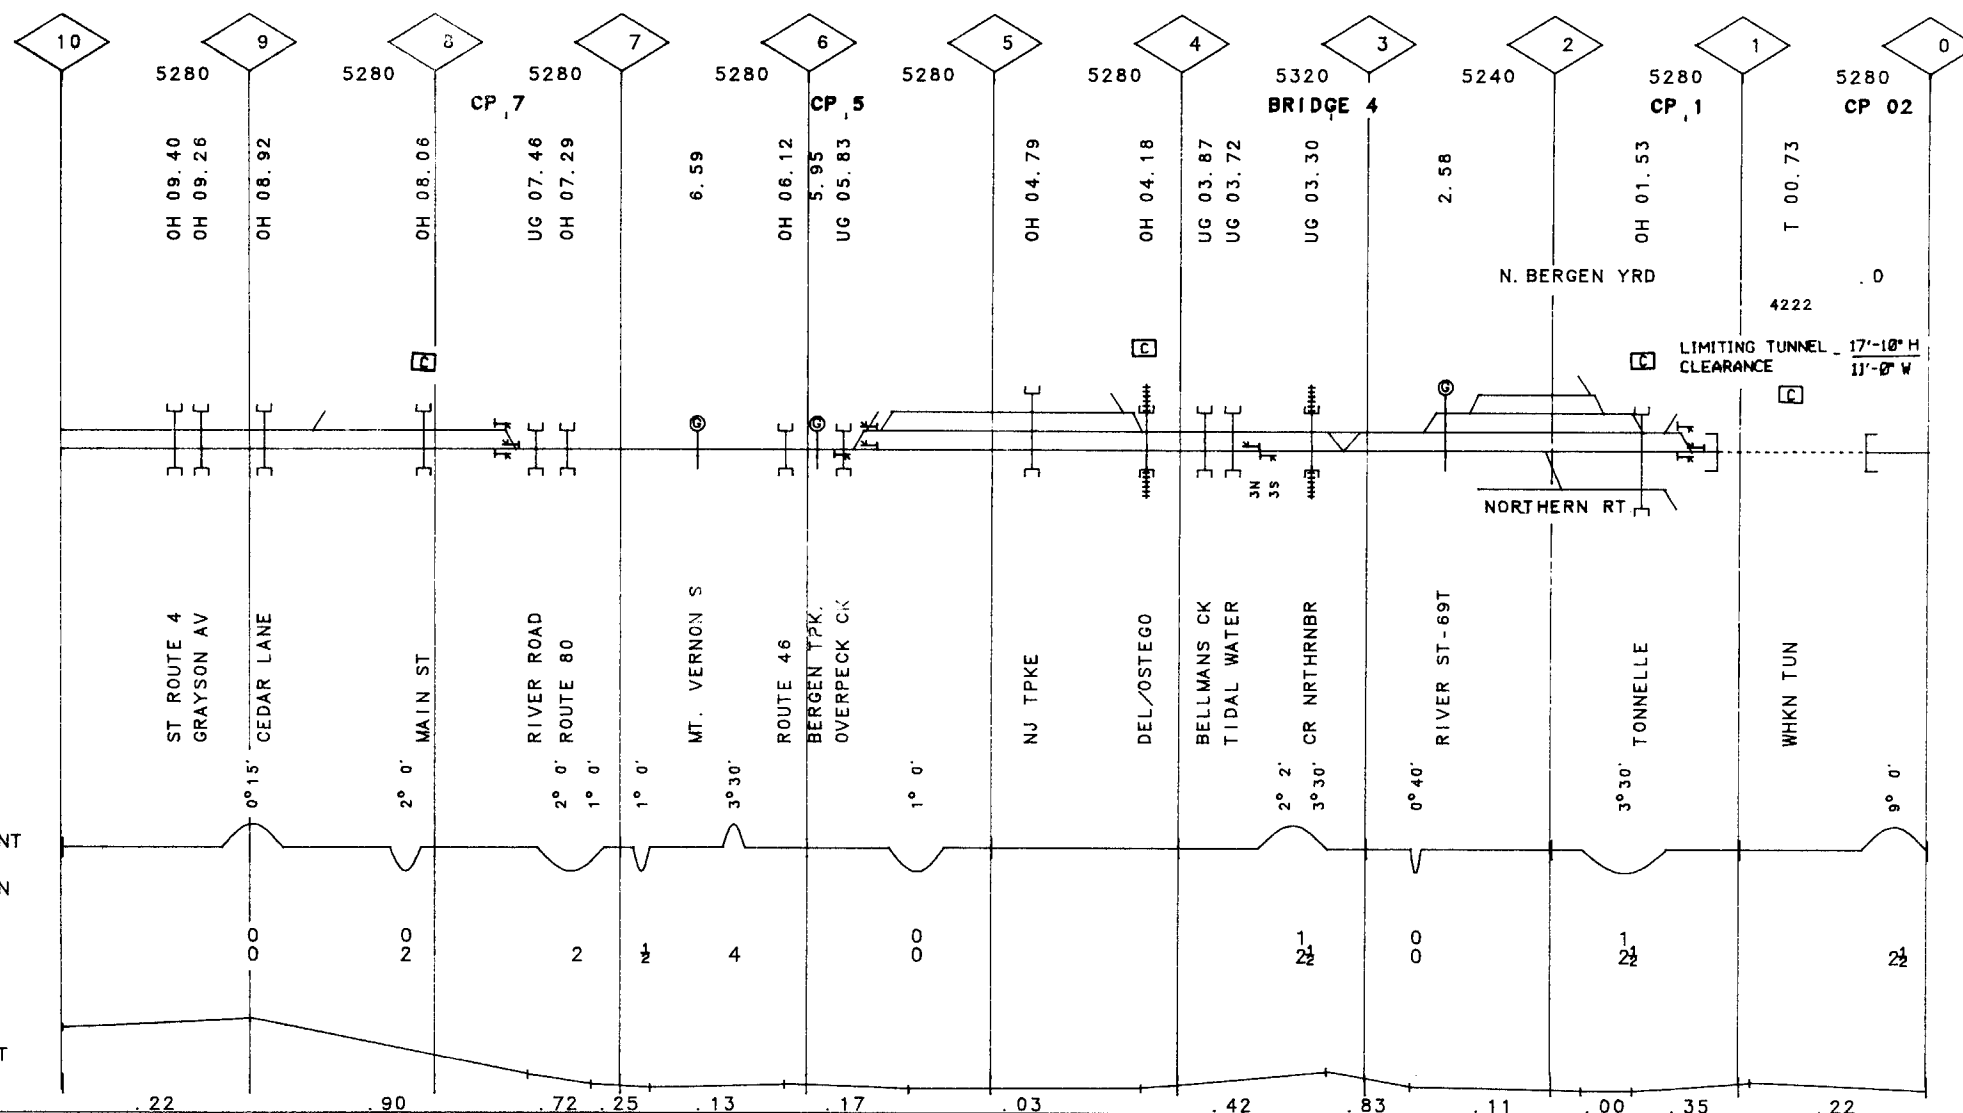 10 9 8 7 6 5 4 3 2 1 0
5280 5280 5280 5280 5280 5280 5320 5240 5280 5280
CP 7 CP 5 BRIDGE 4 CP 1 CP 02
OH 09.40
OH 09.26
OH 08.92
OH 08.06
UG 07.46
OH 07.29
6.59
OH 06.12
5.95
UG 05.83
OH 04.79
OH 04.18
UG 03.87
UG 03.72
UG 03.30
2.58
OH 01.53
T 00.73
N. BERGEN YRD .0
4222
LIMITING TUNNEL - 17'-10" H
CLEARANCE 11'-0" W
C C C C
G G G
3N
3S
NORTHERN RT
ST ROUTE 4
GRAYSON AV
CEDAR LANE
MAIN ST
RIVER ROAD
ROUTE 80
MT. VERNON S
ROUTE 46
BERGEN TPK.
OVERPECK CK
NJ TPKE
DEL/OSTEGO
BELLMANS CK
TIDAL WATER
CR NRTHRNBR
RIVER ST-69T
TONNELLE
WHKN TUN
0°15'
2° 0'
2° 0'
1° 0'
1° 0'
3°30'
1° 0'
2° 2'
3°30'
0°40'
3°30'
9° 0'
NT
N
0 0 0 1 0 1
0 2 2 ½ 4 0 2½ 0 2½ 2½
T
.22 .90 .72 .25 .13 .17 .03 .42 .83 .11 .00 .35 .22